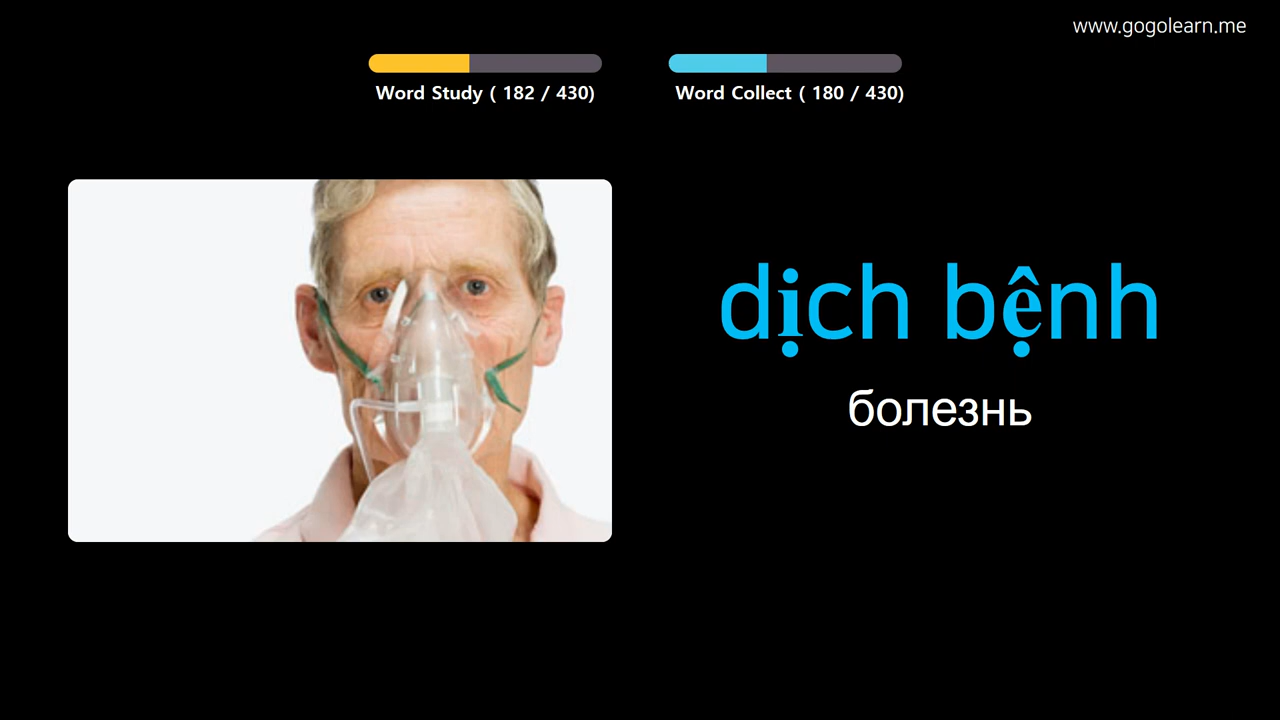 www.gogolearn.me
Word Study ( 182 / 430)
Word Collect ( 180 / 430)
dịch bệnh
болезнь